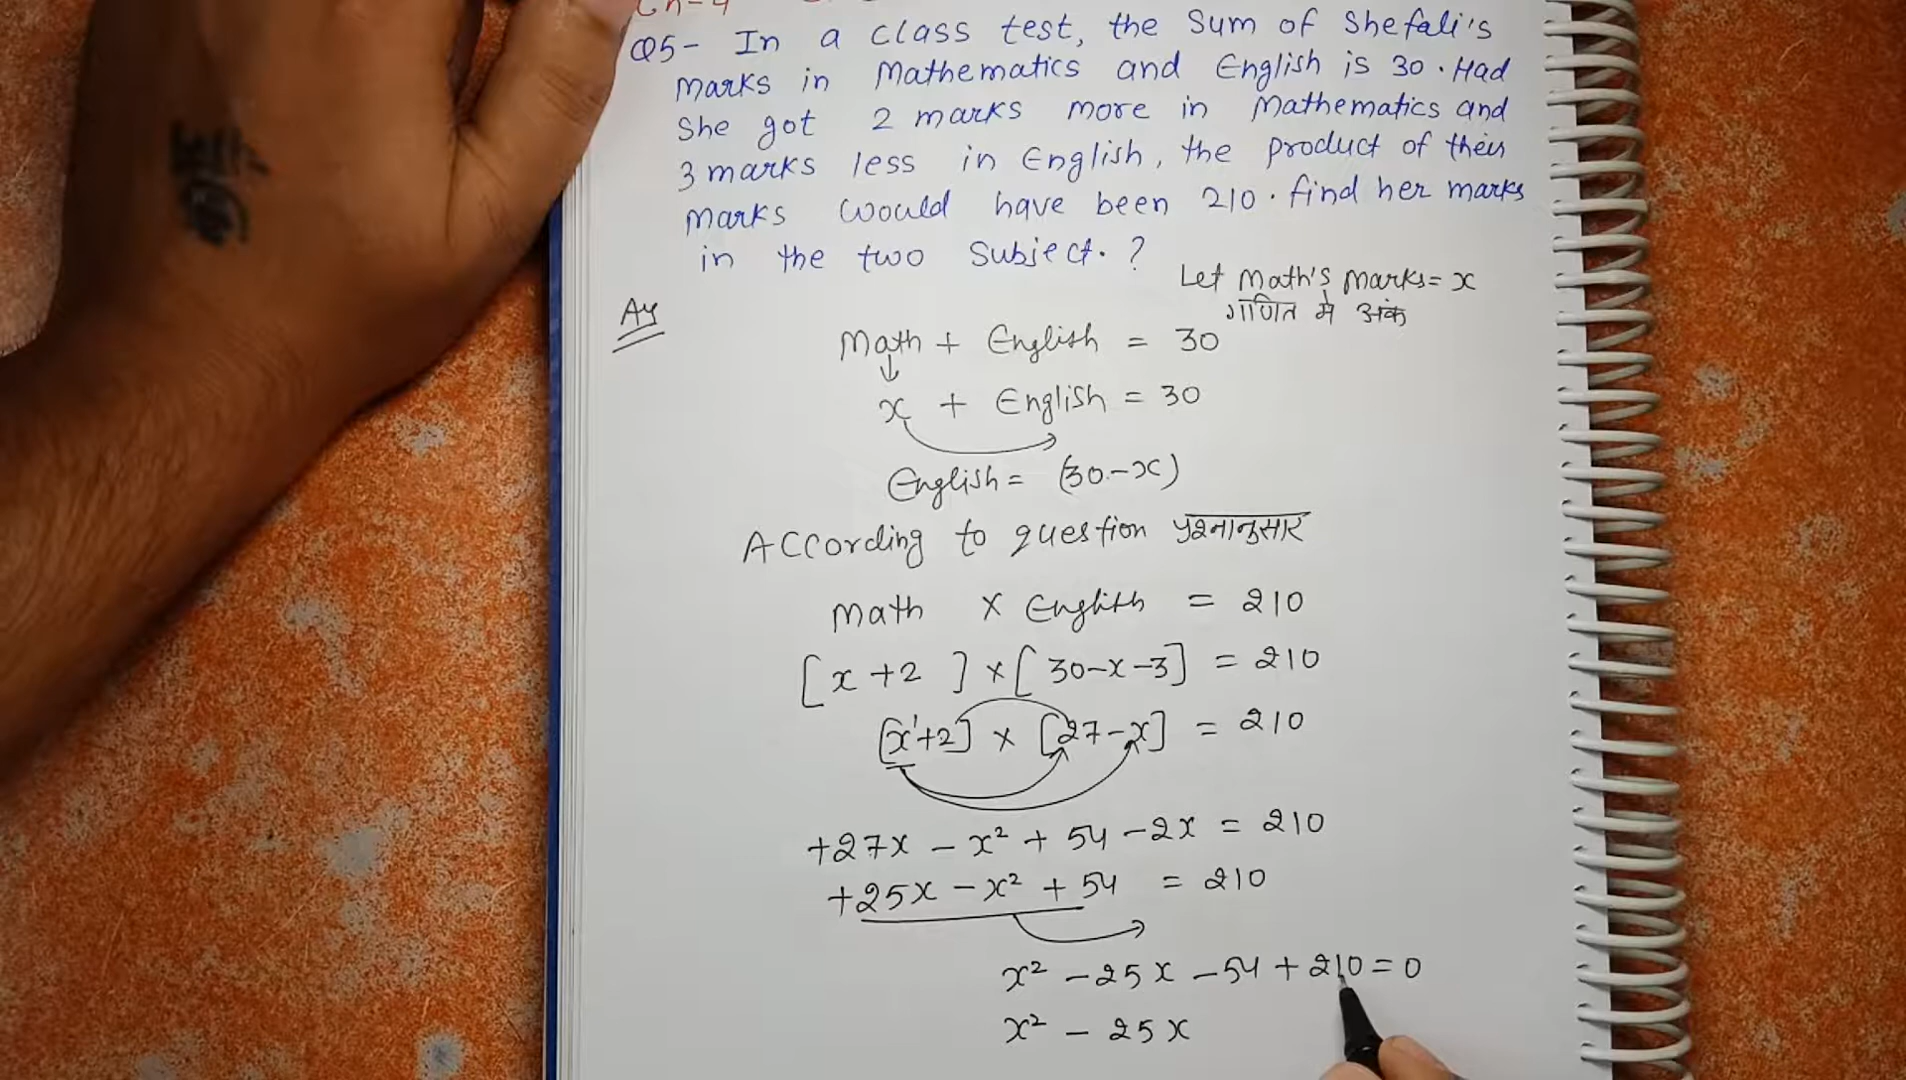 Ch-4
Q5- In a class test, the sum of Shefali's
marks in Mathematics and English is 30. Had
she got 2 marks more in Mathematics and
3 marks less in English, the product of their
marks would have been 210. find her marks
in the two Subject. ?
Let Math's marks = x
गणित मे अंक
Math + English = 30
x + English = 30
English = (30-x)
According to question प्रश्नानुसार
Math × English = 210
[x +2 ] × [30-x-3] = 210
[x¹+2] × [27-x] = 210
+27x - x² + 54 - 2x = 210
+25x - x² + 54 = 210
x² - 25x - 54 + 210 = 0
x² - 25x